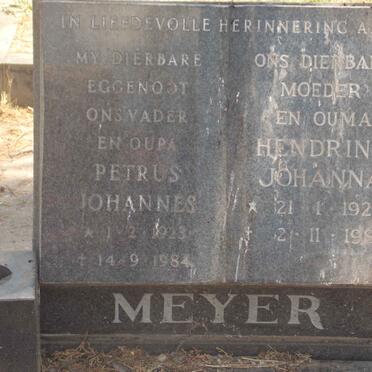 IN LIEFDEVOLLE HERINNERING A
MY DIERBARE
EGGENOOT
ONS VADER
EN OUPA
PETRUS
JOHANNES
★ 1·2·1923
† 14·9·1984
ONS DIERBA
MOEDER
EN OUMA
HENDRIN
JOHANNA
★ 21·1·192
† 2·11·19
MEYER